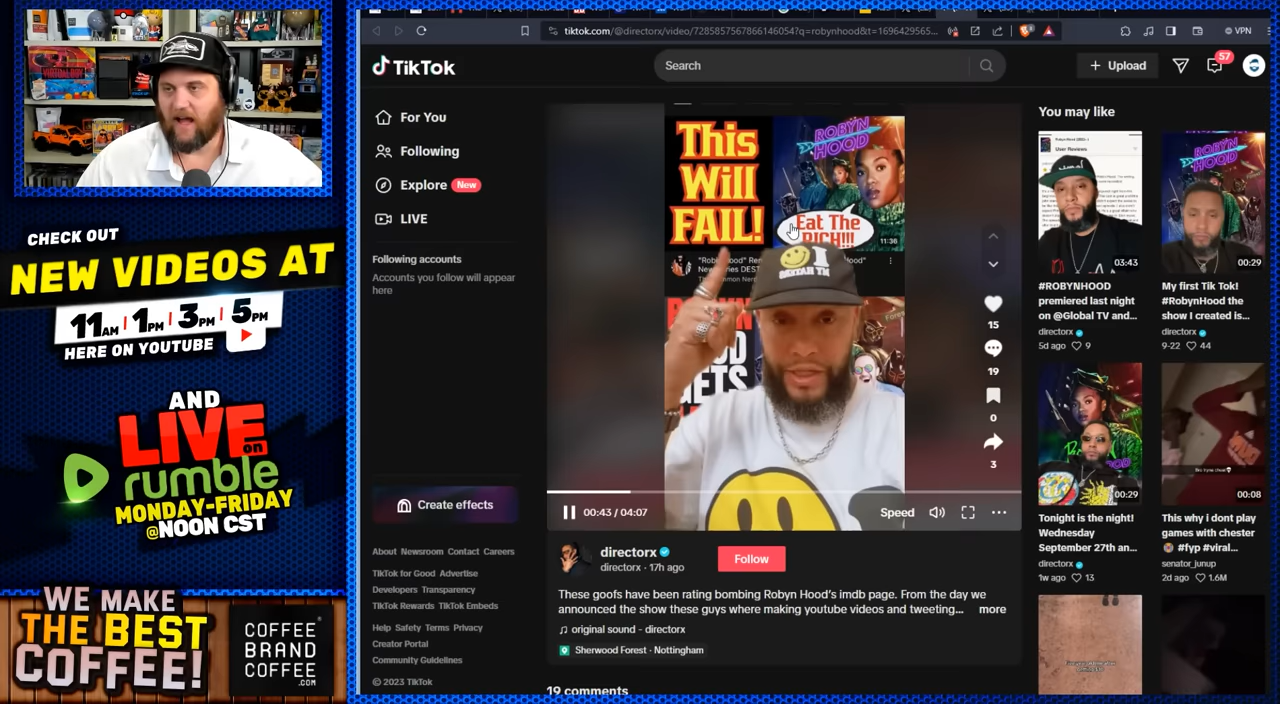 CHECK OUT
NEW VIDEOS AT
11AM | 1PM | 3PM | 5PM
HERE ON YOUTUBE
AND
LIVE on
rumble
MONDAY-FRIDAY
@NOON CST
WE MAKE
THE BEST
COFFEE!
COFFEE
BRAND
COFFEE
.COM
tiktok.com/@directorx/video/7285857567866146054?q=robynhood&t=1696429565...
VPN
TikTok
Search
Upload
57
For You
Following
Explore New
LIVE
Following accounts
Accounts you follow will appear
here
Create effects
About Newsroom Contact Careers
TikTok for Good Advertise
Developers Transparency
TikTok Rewards TikTok Embeds
Help Safety Terms Privacy
Creator Portal
Community Guidelines
© 2023 TikTok
This
Will
FAIL!
ROBYN
HOOD
Eat The
RICH!!!
11:36
15
19
0
3
00:43 / 04:07
Speed
directorx
directorx · 17h ago
Follow
These goofs have been rating bombing Robyn Hood's imdb page. From the day we
announced the show these guys where making youtube videos and tweeting... more
original sound - directorx
Sherwood Forest · Nottingham
19 comments
You may like
User Reviews
03:43
#ROBYNHOOD
premiered last night
on @Global TV and...
directorx
5d ago 9
ROBYN
HOOD
00:29
My first Tik Tok!
#RobynHood the
show I created is...
directorx
9-22 44
00:29
Tonight is the night!
Wednesday
September 27th an...
directorx
1w ago 13
00:08
This why i dont play
games with chester
#fyp #viral...
senator_junup
2d ago 1.6M